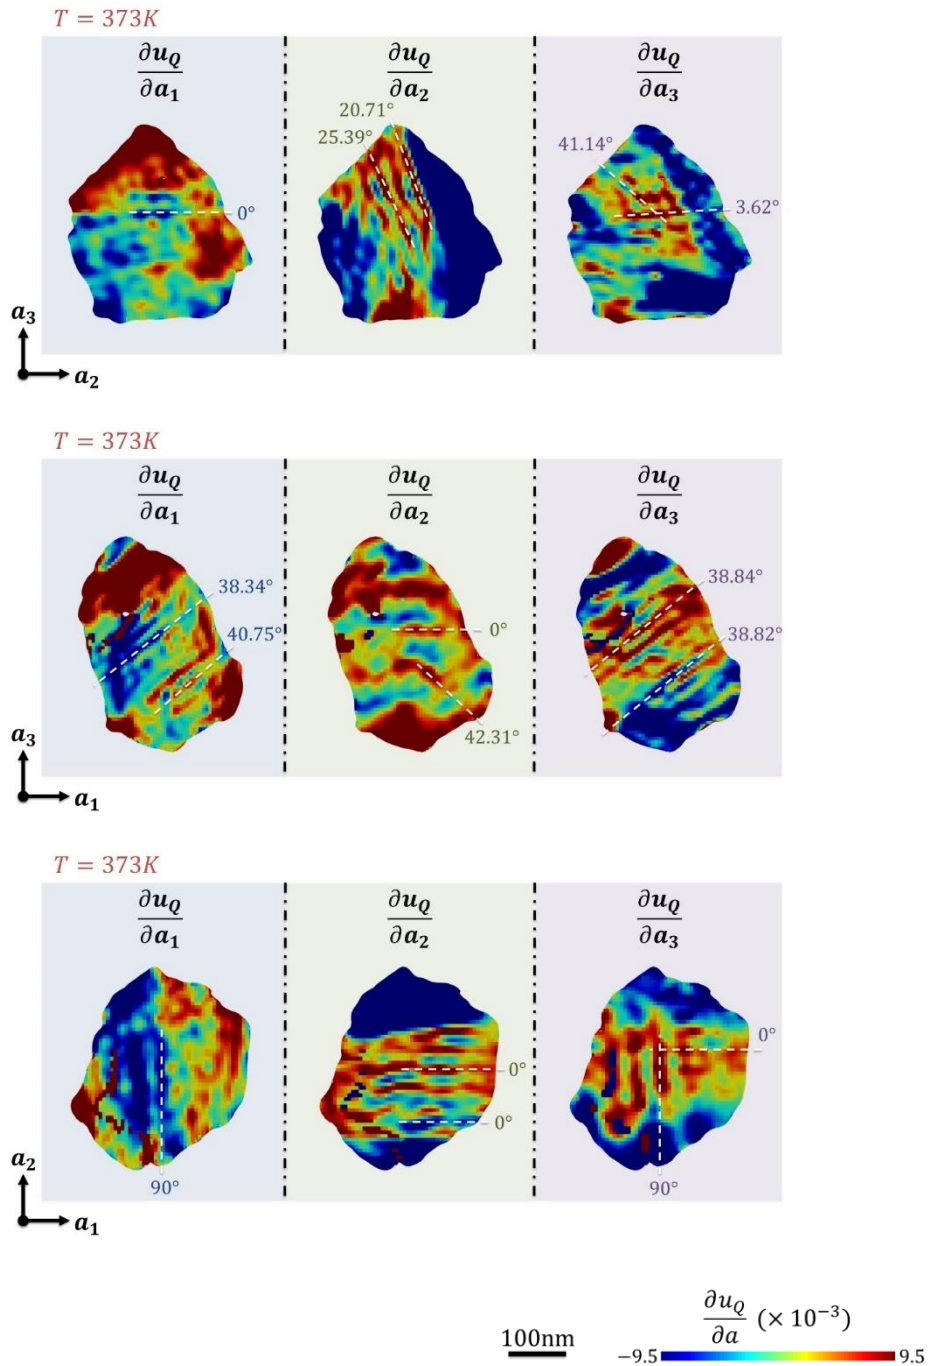 T = 373K
∂u_Q/∂a_1
∂u_Q/∂a_2
∂u_Q/∂a_3
20.71°
25.39°
41.14°
0°
3.62°
a_3
a_2
T = 373K
∂u_Q/∂a_1
∂u_Q/∂a_2
∂u_Q/∂a_3
38.34°
38.84°
40.75°
0°
38.82°
42.31°
a_3
a_1
T = 373K
∂u_Q/∂a_1
∂u_Q/∂a_2
∂u_Q/∂a_3
0°
0°
0°
90°
90°
a_2
a_1
∂u_Q/∂a (× 10^−3)
100nm
−9.5
9.5